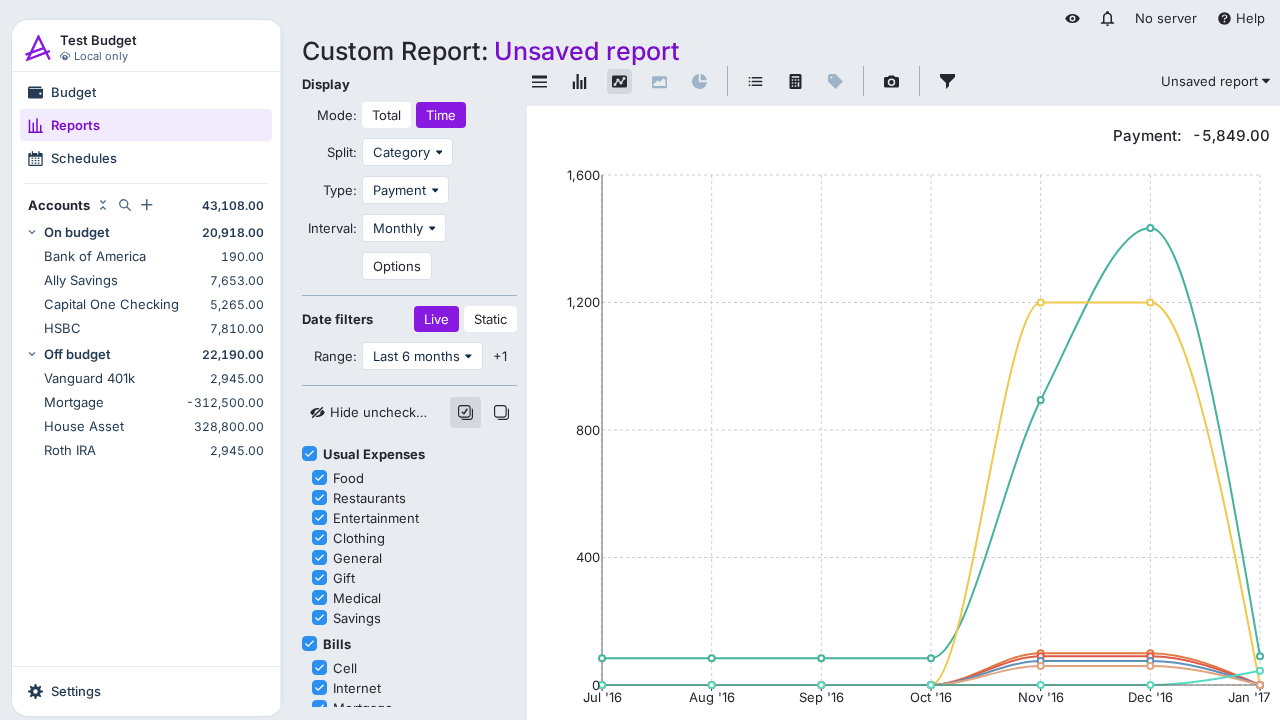 Test Budget
Local only
Budget
Reports
Schedules
Accounts 43,108.00
On budget 20,918.00
Bank of America 190.00
Ally Savings 7,653.00
Capital One Checking 5,265.00
HSBC 7,810.00
Off budget 22,190.00
Vanguard 401k 2,945.00
Mortgage -312,500.00
House Asset 328,800.00
Roth IRA 2,945.00
Settings
No server
Help
Custom Report: Unsaved report
Display
Mode: Total Time
Split: Category
Type: Payment
Interval: Monthly
Options
Date filters Live Static
Range: Last 6 months +1
Hide uncheck...
Usual Expenses
Food
Restaurants
Entertainment
Clothing
General
Gift
Medical
Savings
Bills
Cell
Internet
Mortgage
Unsaved report
Payment: -5,849.00
1,600
1,200
800
400
0
Jul '16 Aug '16 Sep '16 Oct '16 Nov '16 Dec '16 Jan '17